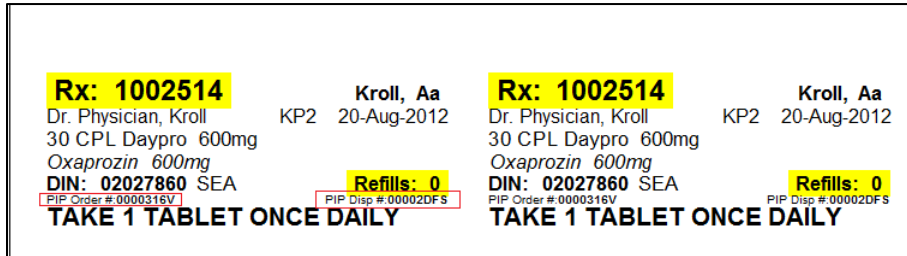 Rx: 1002514 Kroll, Aa
Dr. Physician, Kroll KP2 20-Aug-2012
30 CPL Daypro 600mg
Oxaprozin 600mg
DIN: 02027860 SEA Refills: 0
PIP Order #:0000316V PIP Disp #:00002DFS
TAKE 1 TABLET ONCE DAILY
Rx: 1002514 Kroll, Aa
Dr. Physician, Kroll KP2 20-Aug-2012
30 CPL Daypro 600mg
Oxaprozin 600mg
DIN: 02027860 SEA Refills: 0
PIP Order #:0000316V PIP Disp #:00002DFS
TAKE 1 TABLET ONCE DAILY